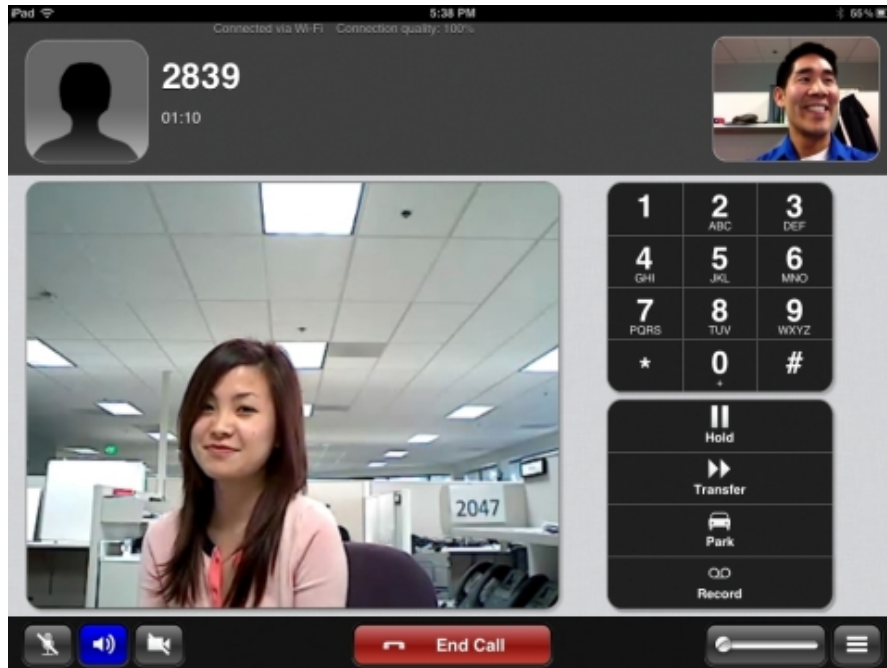 iPad 5:38 PM 55%
Connected via Wi-Fi Connection quality: 100%
2839
01:10
1 2 ABC 3 DEF
4 GHI 5 JKL 6 MNO
7 PQRS 8 TUV 9 WXYZ
* 0 + #
2047
Hold
Transfer
Park
Record
End Call